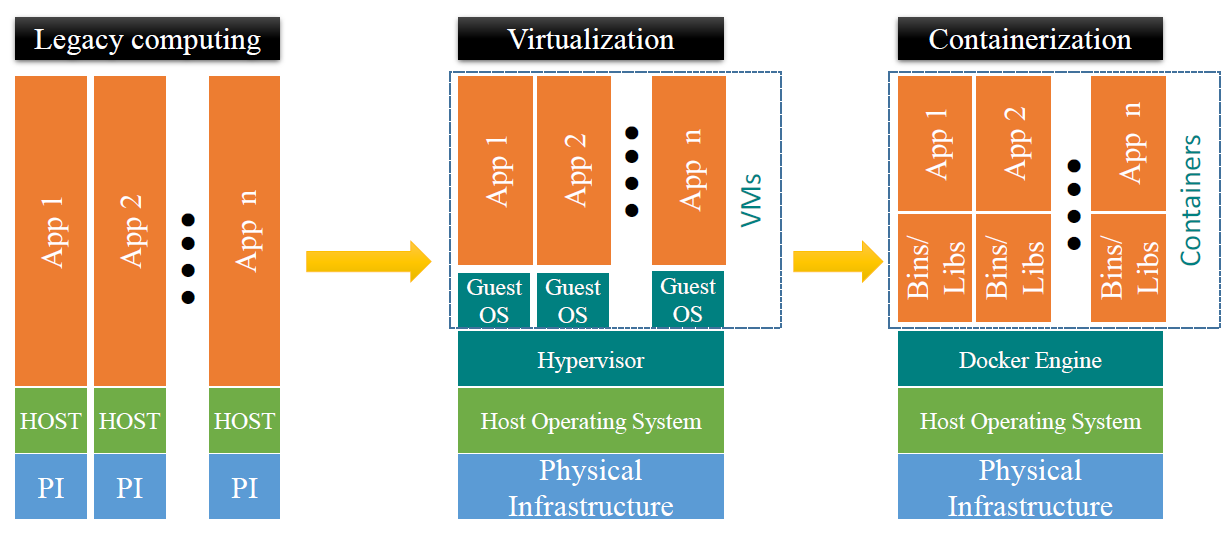 Legacy computing
App 1
App 2
App n
HOST
HOST
HOST
PI
PI
PI
Virtualization
App 1
App 2
App n
VMs
Guest
OS
Guest
OS
Guest
OS
Hypervisor
Host Operating System
Physical
Infrastructure
Containerization
App 1
App 2
App n
Bins/
Libs
Bins/
Libs
Bins/
Libs
Containers
Docker Engine
Host Operating System
Physical
Infrastructure